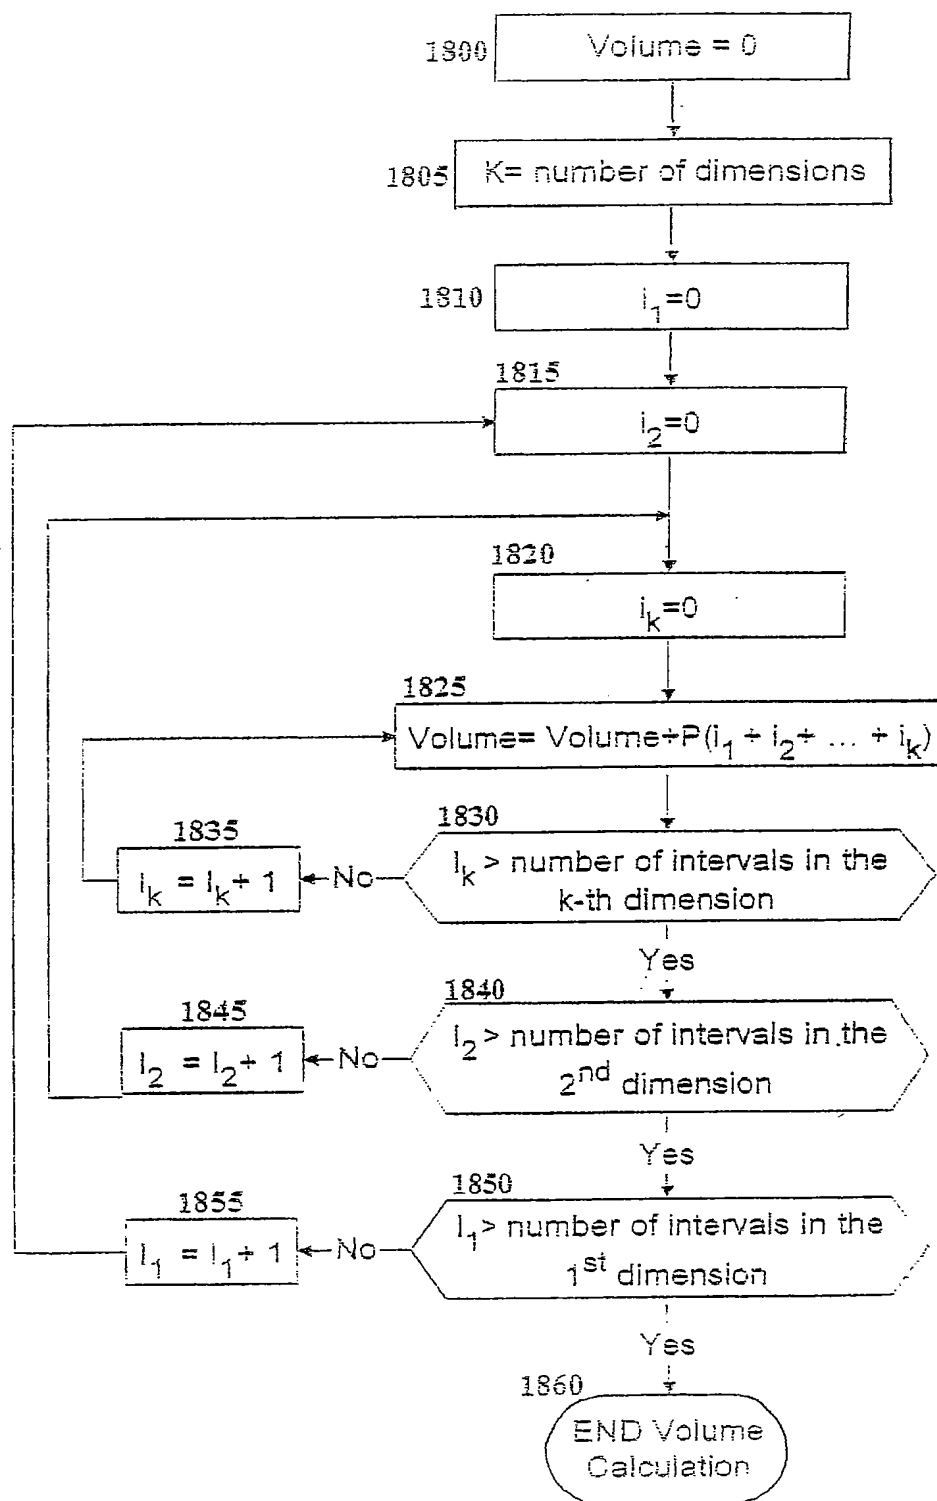 1800
Volume = 0
1805
K= number of dimensions
1810
i₁=0
1815
i₂=0
1820
iₖ=0
1825
Volume= Volume+P(i₁ + i₂+ ... + iₖ)
1830
Iₖ > number of intervals in the
k-th dimension
1835
Iₖ = Iₖ+ 1
No
Yes
1840
I₂ > number of intervals in the
2ⁿᵈ dimension
1845
I₂ = I₂+ 1
No
Yes
1850
I₁> number of intervals in the
1ˢᵗ dimension
1855
I₁ = I₁+ 1
No
Yes
1860
END Volume
Calculation